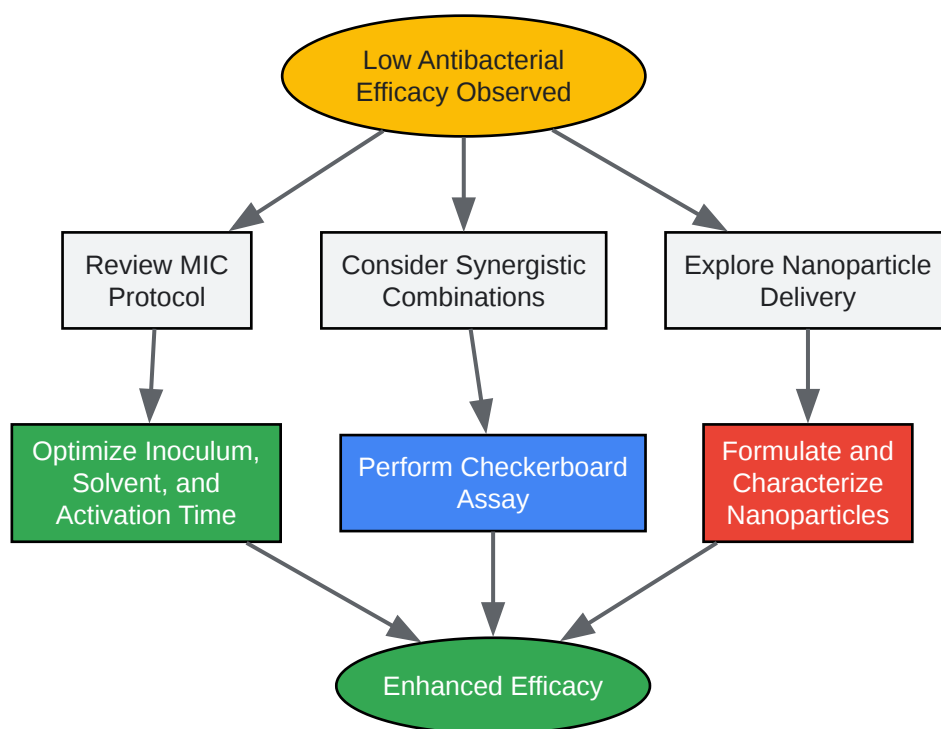 Low Antibacterial
Efficacy Observed
Review MIC
Protocol
Consider Synergistic
Combinations
Explore Nanoparticle
Delivery
Optimize Inoculum,
Solvent, and
Activation Time
Perform Checkerboard
Assay
Formulate and
Characterize
Nanoparticles
Enhanced Efficacy